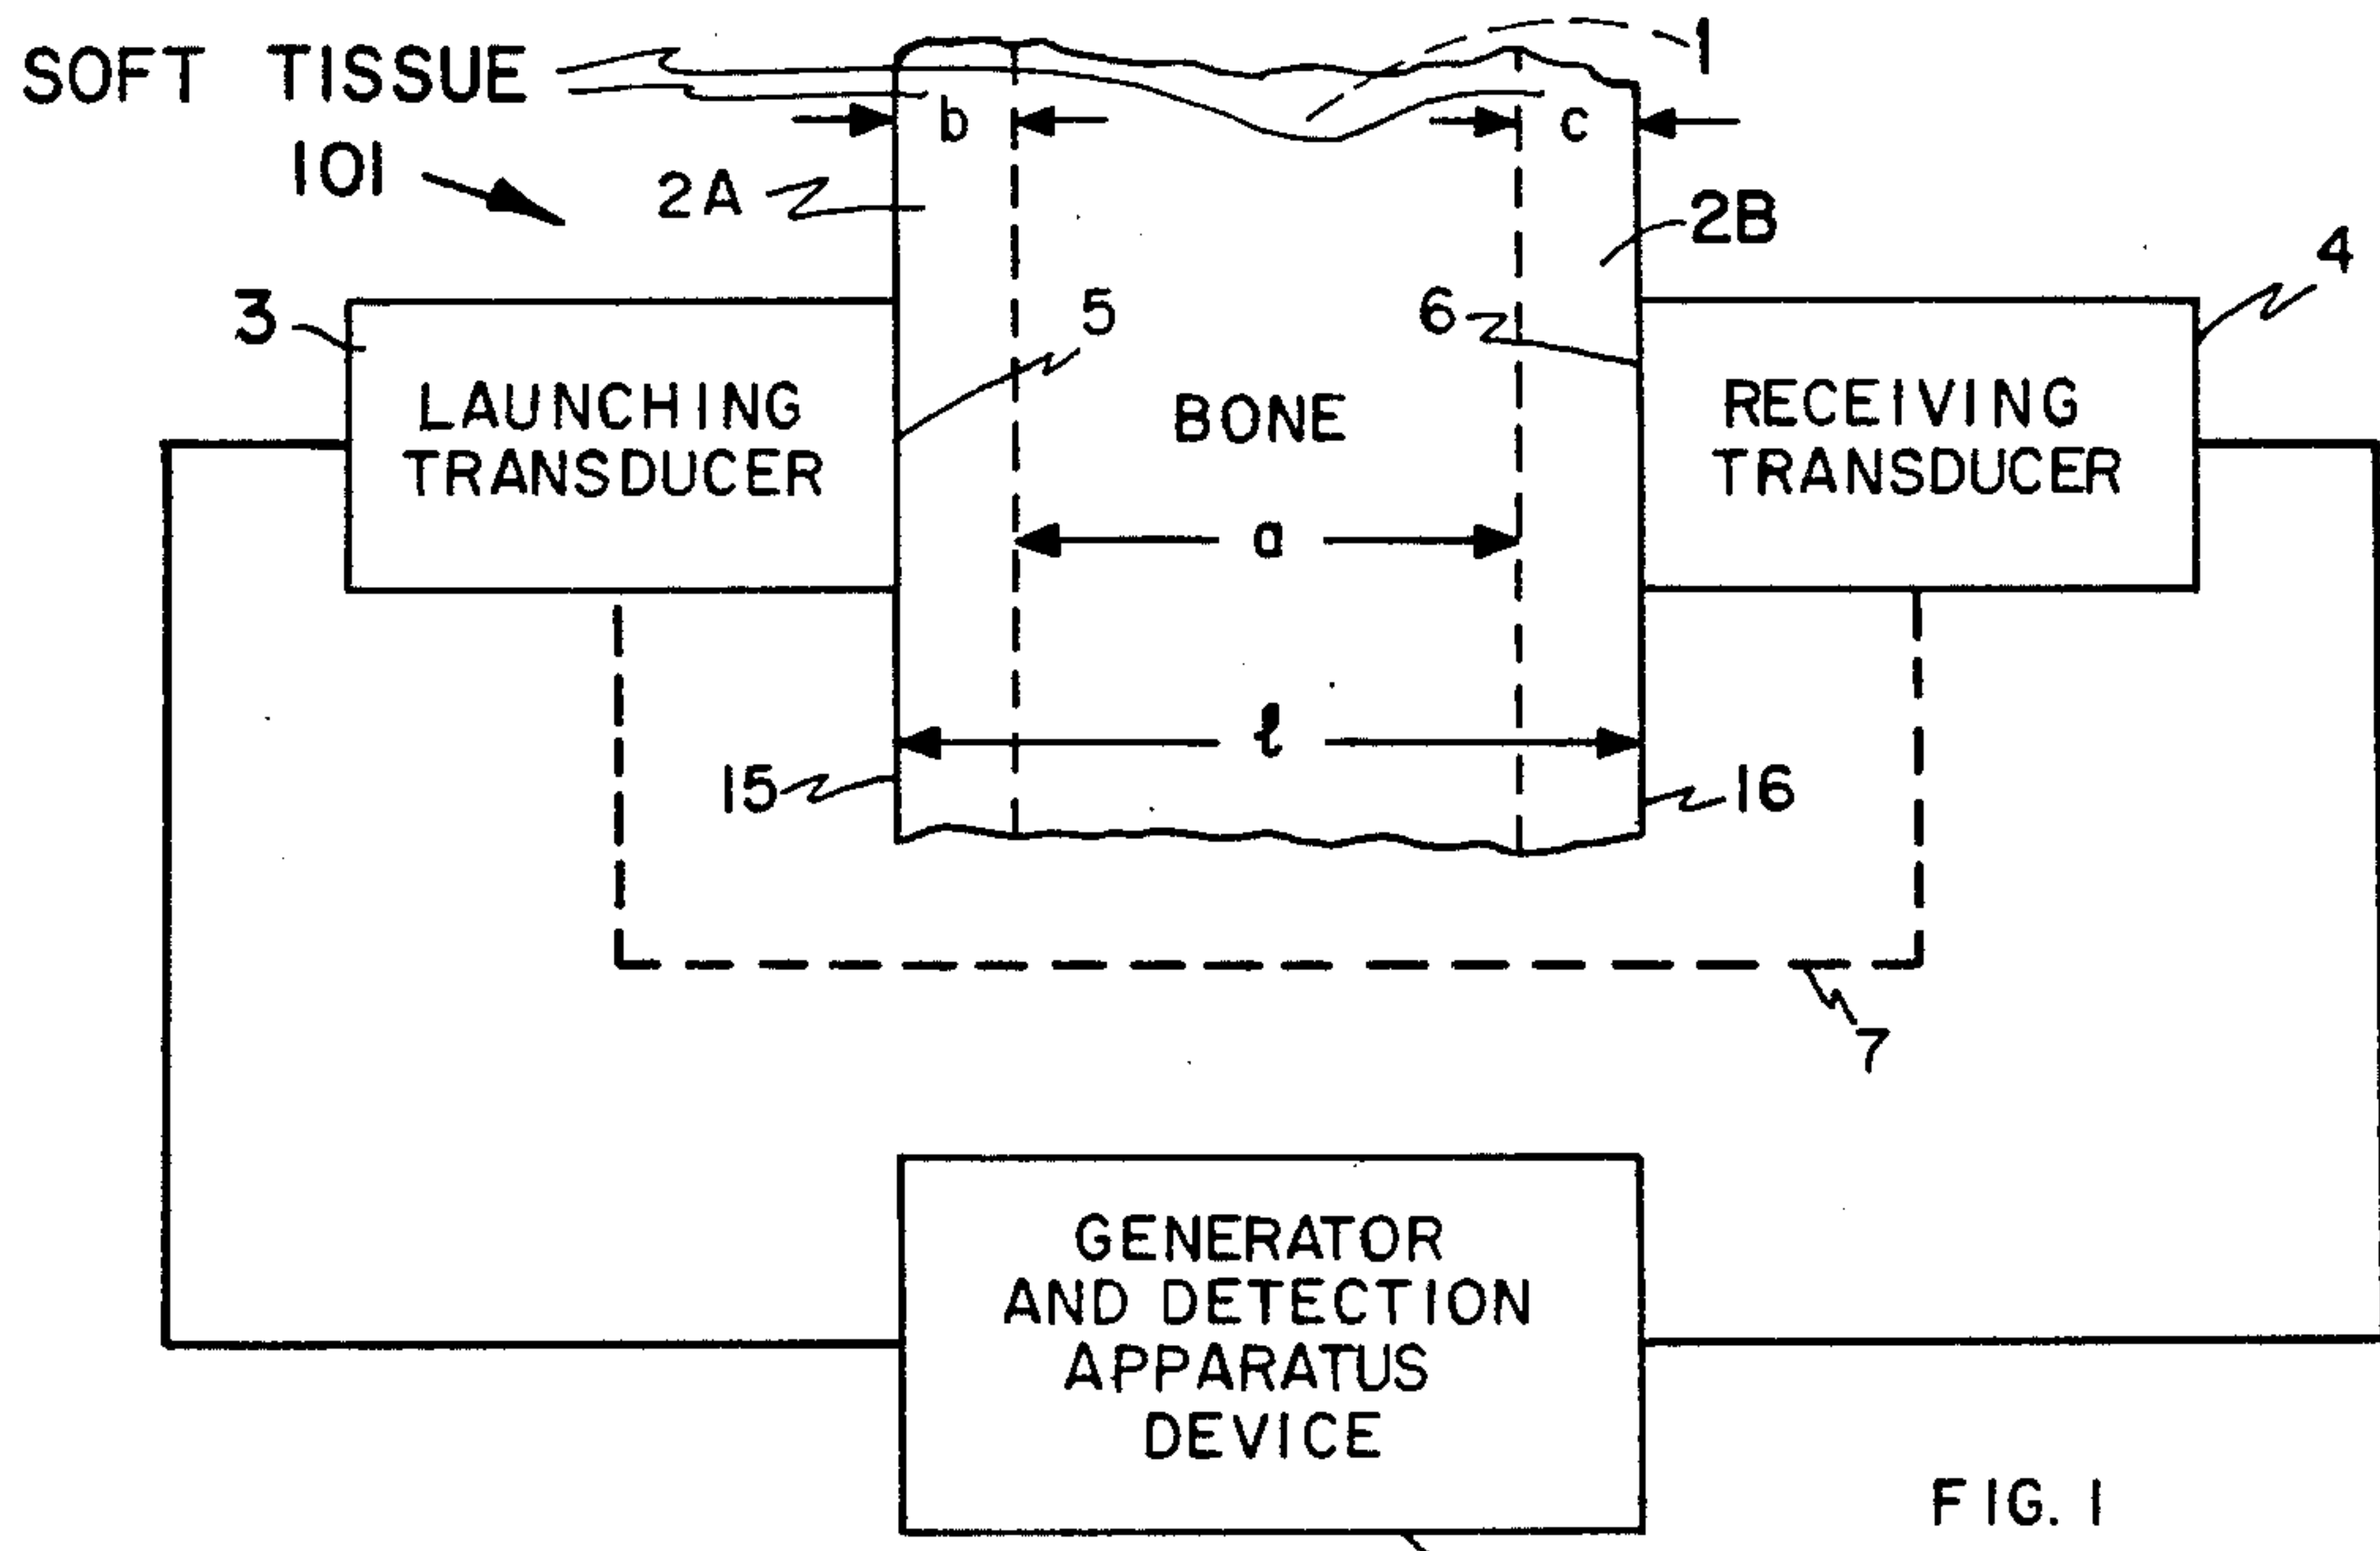 SOFT TISSUE
1
b
c
101
2A
2B
4
3
5
6
LAUNCHING
TRANSDUCER
BONE
RECEIVING
TRANSDUCER
a
ℓ
15
16
7
GENERATOR
AND DETECTION
APPARATUS
DEVICE
FIG. 1